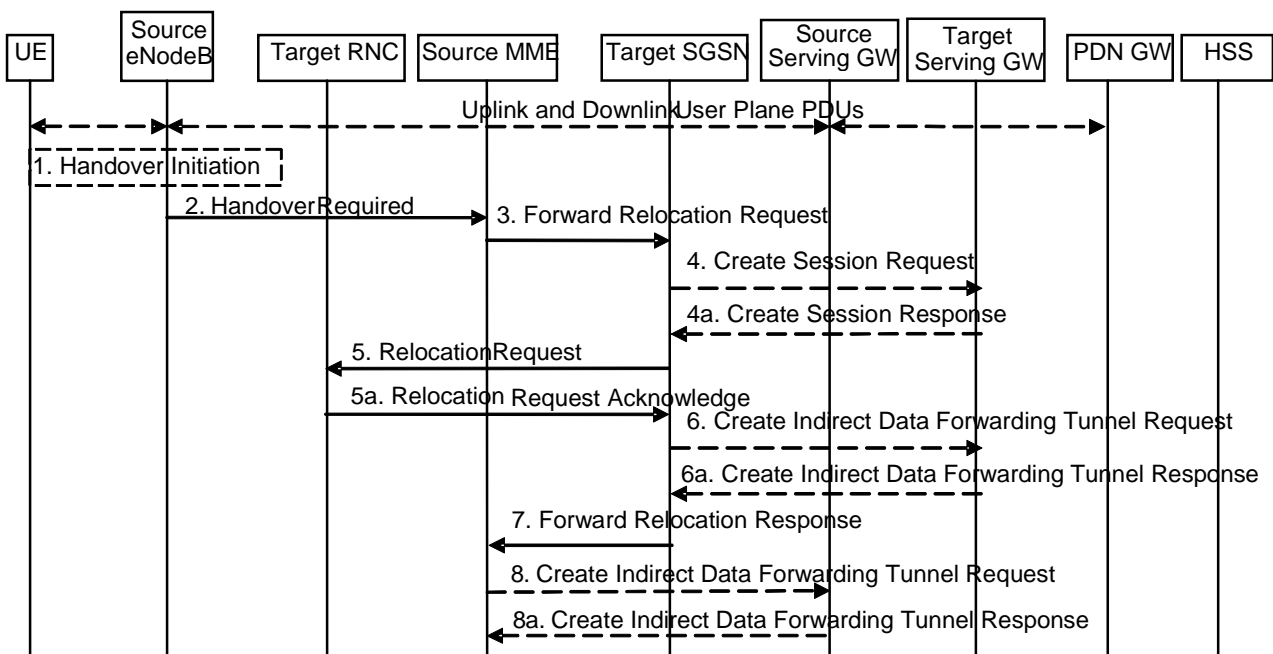 UE
Source
eNodeB
Target RNC
Source MME
Target SGSN
Source
Serving GW
Target
Serving GW
PDN GW
HSS
Uplink and Downlink User Plane PDUs
1. Handover Initiation
2. Handover Required
3. Forward Relocation Request
4. Create Session Request
4a. Create Session Response
5. Relocation Request
5a. Relocation Request Acknowledge
6. Create Indirect Data Forwarding Tunnel Request
6a. Create Indirect Data Forwarding Tunnel Response
7. Forward Relocation Response
8. Create Indirect Data Forwarding Tunnel Request
8a. Create Indirect Data Forwarding Tunnel Response